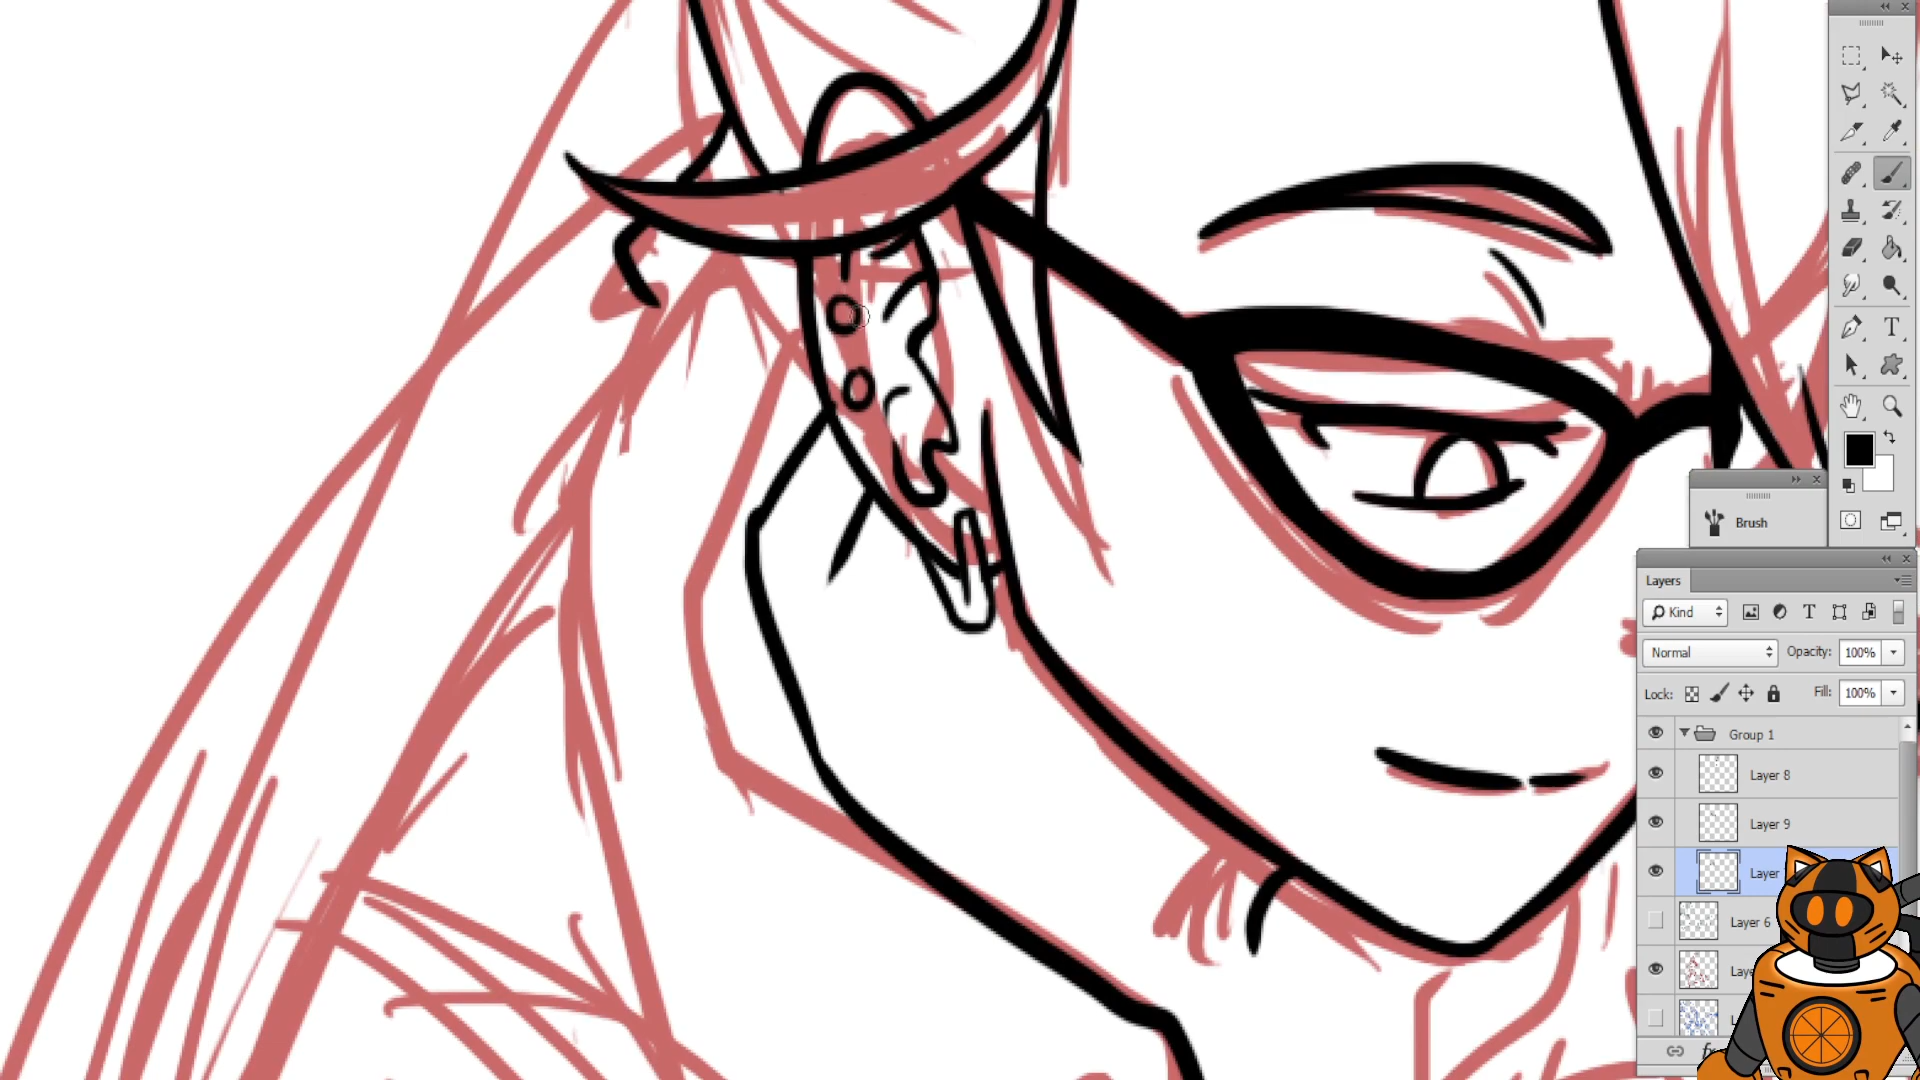 T
Brush
Layers
Kind
T
Normal
Opacity:
100%
Lock:
Fill:
100%
Group 1
Layer 8
Layer 9
Layer
Layer 6